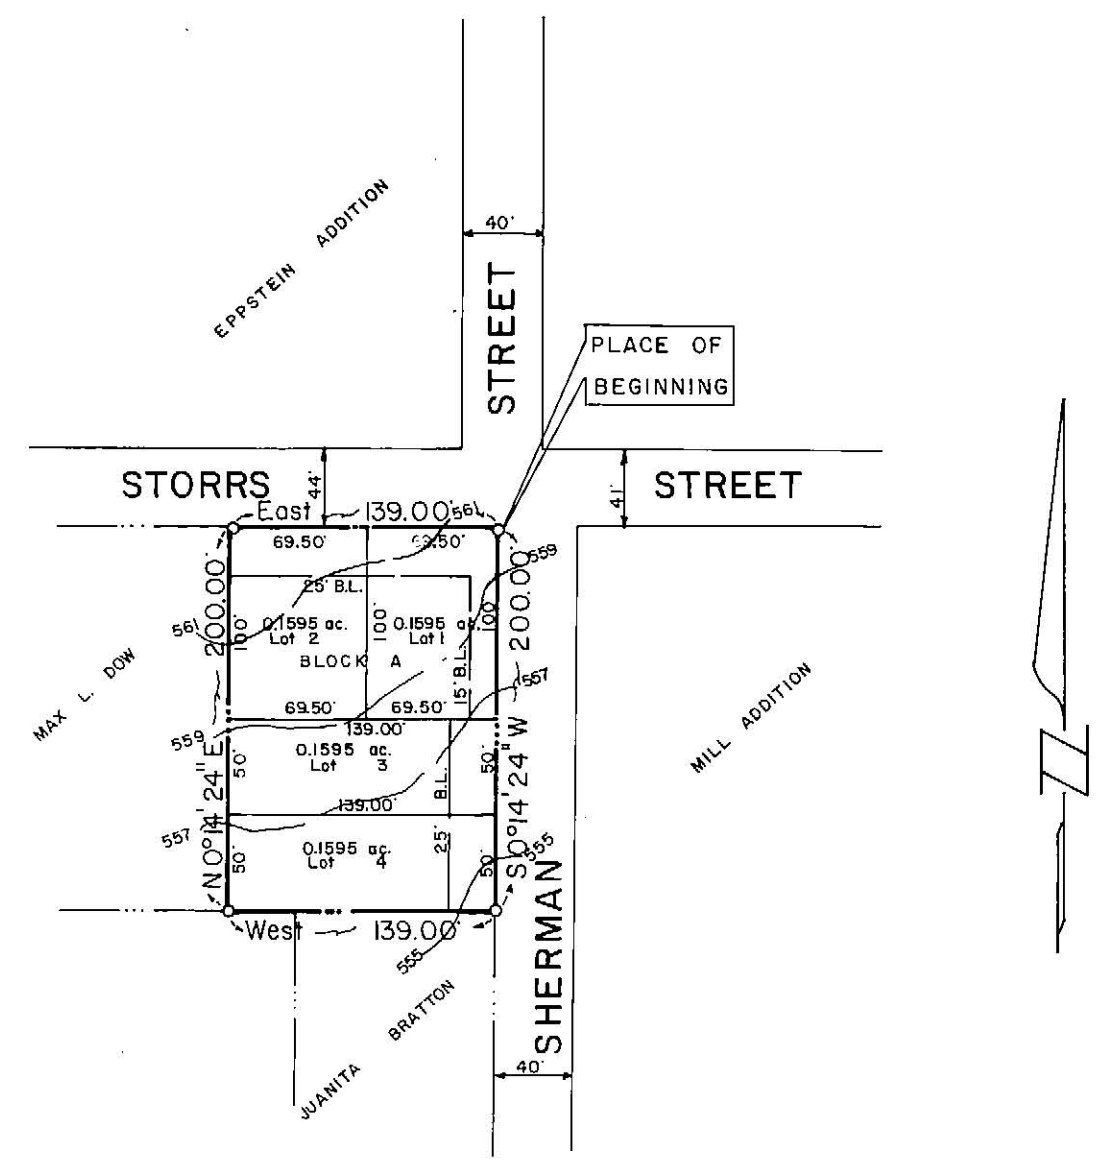 40'
EPPSTEIN ADDITION
STREET
PLACE OF
BEGINNING
STORRS
44'
41'
STREET
East 139.00'
561
69.50'
69.50'
559
25' B.L.
200.00'
200.00'
561
100'
0.1595 ac.
Lot 2
100'
0.1595 ac.
Lot 1
100'
BLOCK A
15' B.L.
MAX L. DOW
557
MILL ADDITION
69.50'
69.50'
559
139.00'
0.1595 ac.
Lot 3
50'
50'
B.L.
N 0°14'24" E
S 0°14'24" W
139.00'
557
0.1595 ac.
Lot 4
50'
25'
50'
555
West 139.00'
555
SHERMAN
JUANITA BRATTON
40'
N